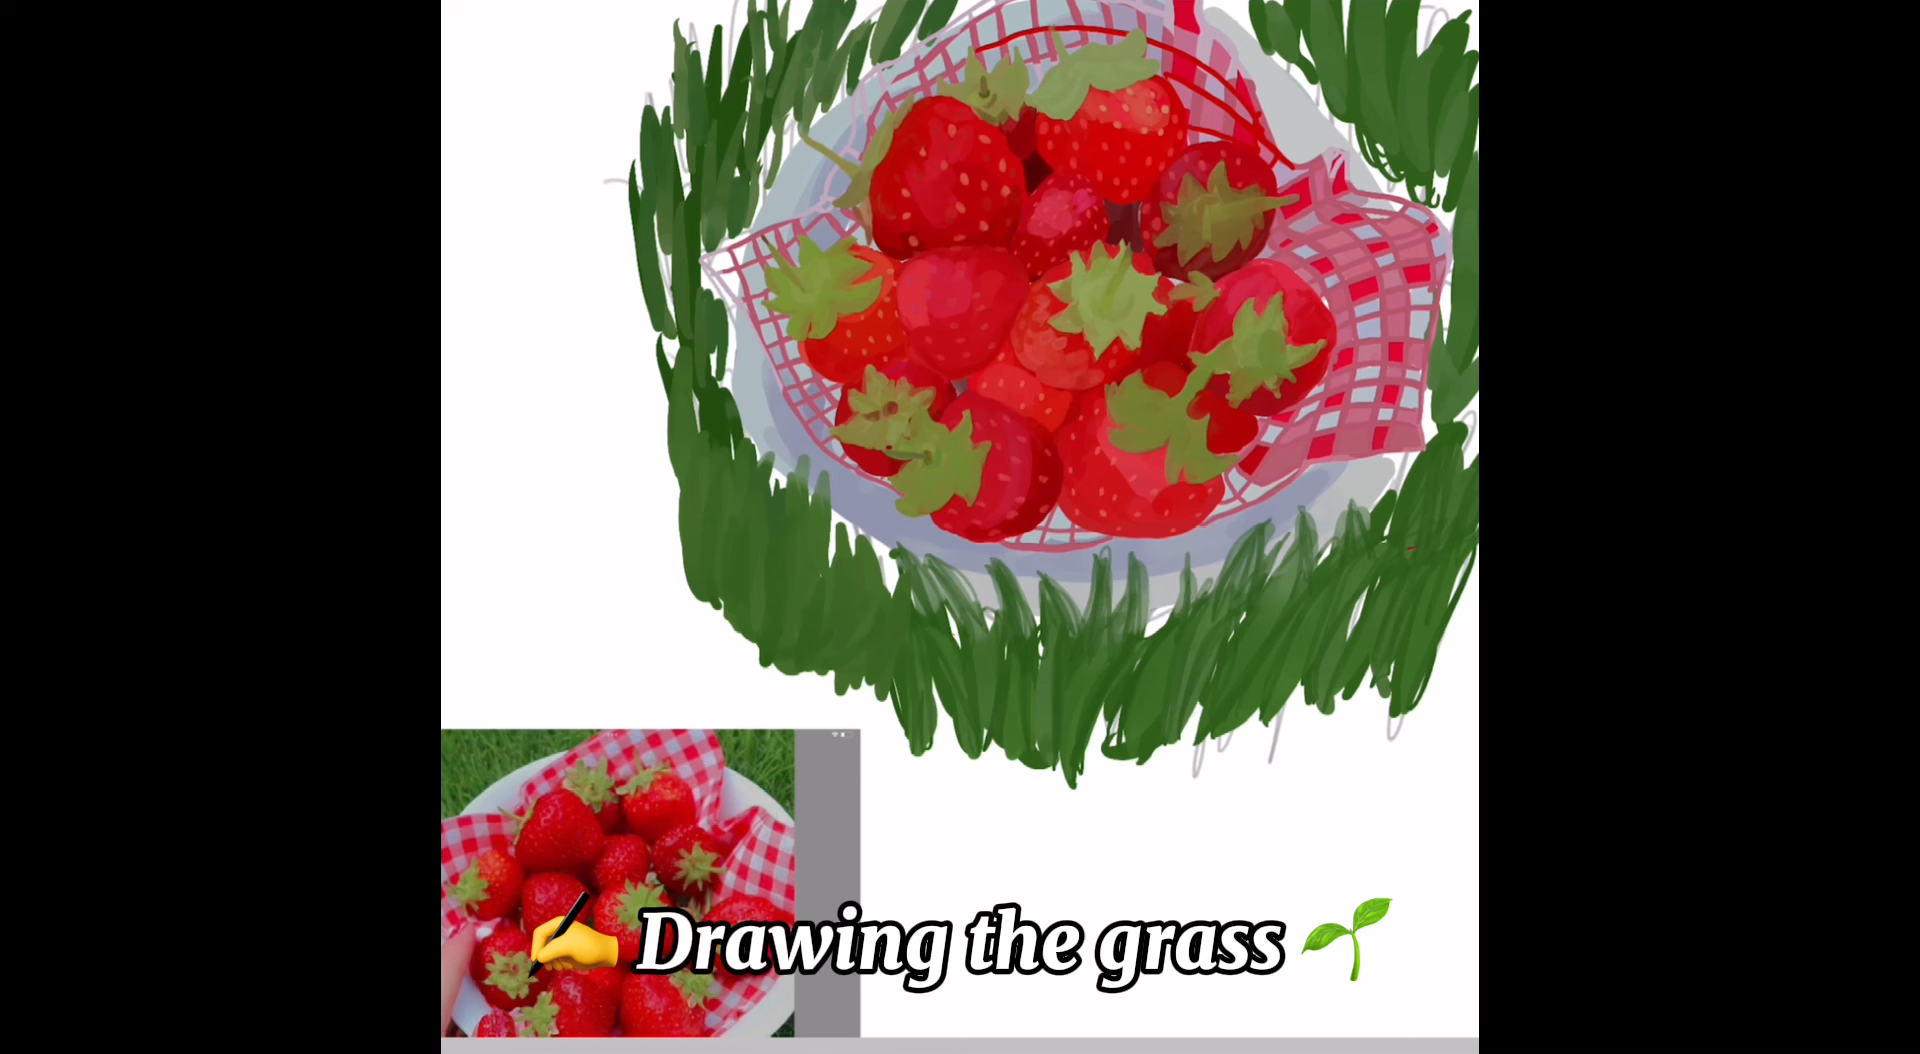 ✍️ Drawing the grass 🌱